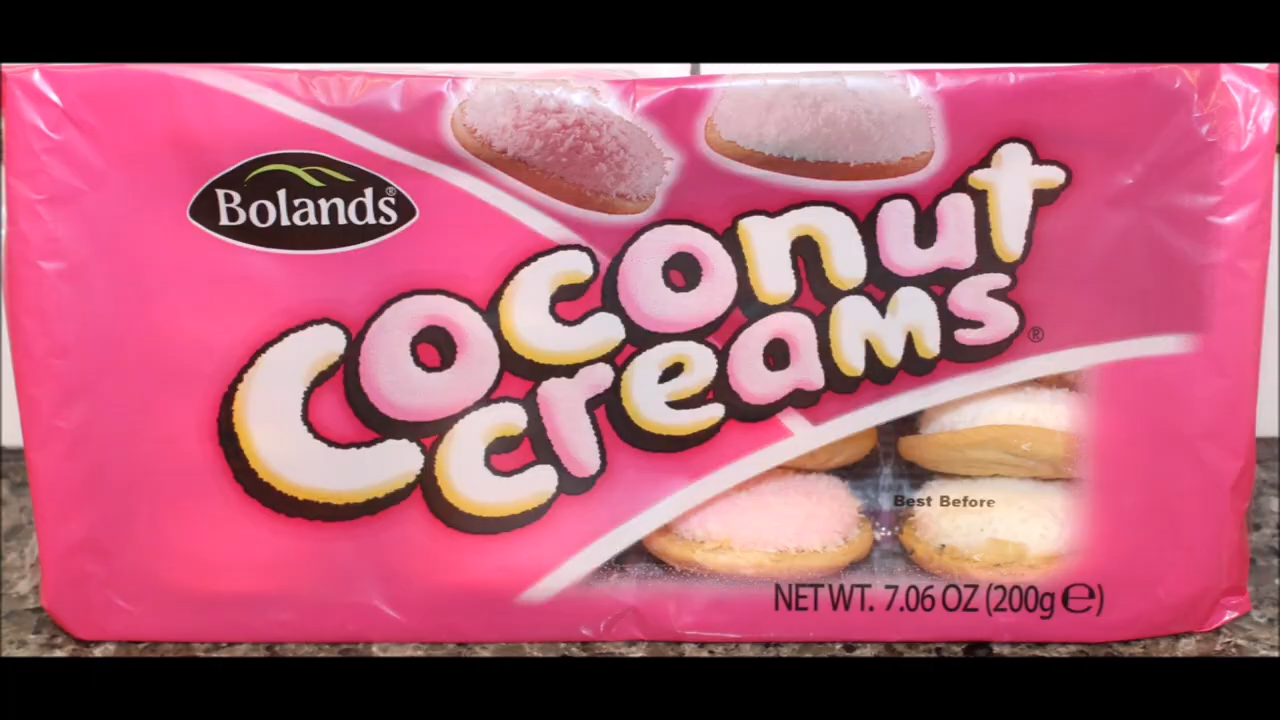 Bolands®
Coconut
Creams®
Best Before
NET WT. 7.06 OZ (200g ℮)